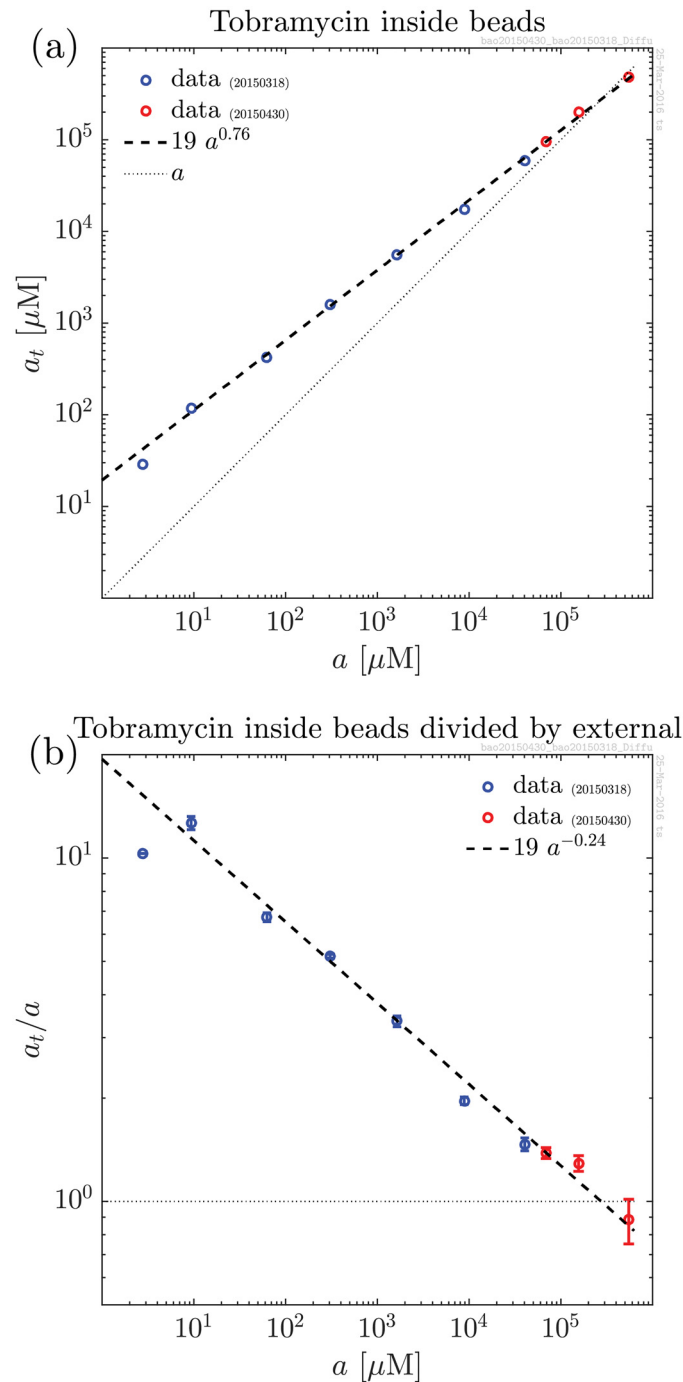 (a)
Tobramycin inside beads
bao20150430_bao20150318_Diffu
25-Mar-2016 ts
data (20150318)
data (20150430)
19 a^0.76
a
10^5
10^4
10^3
10^2
10^1
a_t [μM]
10^1 10^2 10^3 10^4 10^5
a [μM]
(b)
Tobramycin inside beads divided by external
bao20150430_bao20150318_Diffu
25-Mar-2016 ts
data (20150318)
data (20150430)
19 a^−0.24
10^1
10^0
a_t/a
10^1 10^2 10^3 10^4 10^5
a [μM]